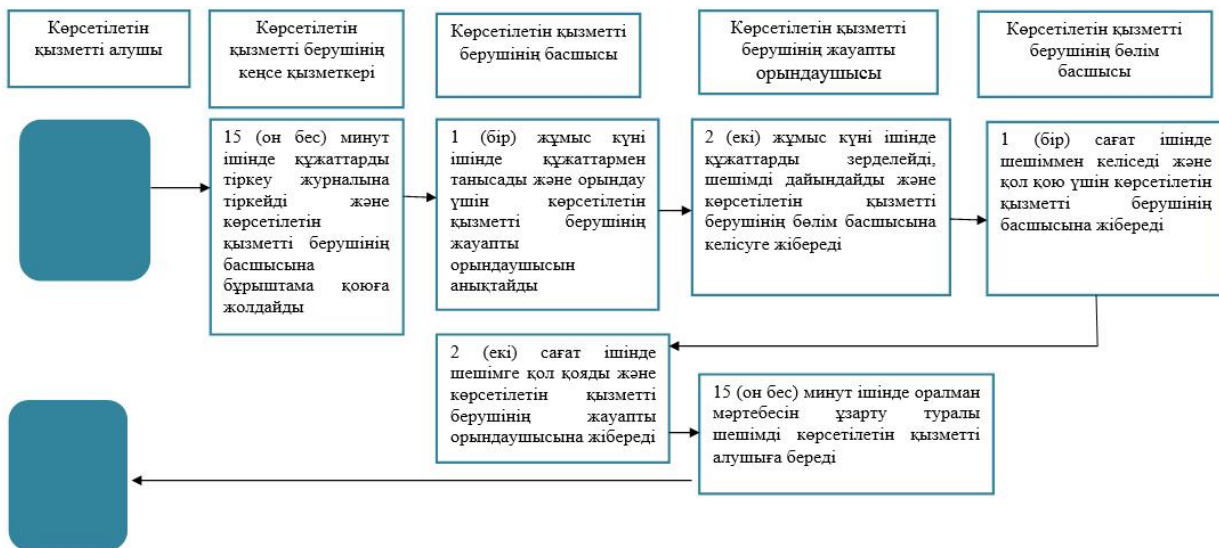 Көрсетілетін
қызметті алушы
Көрсетілетін
қызметті берушінің
кеңсе қызметкері
Көрсетілетін қызметті
берушінің басшысы
Көрсетілетін қызметті
берушінің жауапты
орындаушысы
Көрсетілетін қызметті
берушінің бөлім
басшысы
15 (он бес) минут
ішінде құжаттарды
тіркеу журналына
тіркейді және
көрсетілетін
қызметті берушінің
басшысына
бұрыштама қоюға
жолдайды
1 (бір) жұмыс күні
ішінде құжаттармен
танысады және орындау
үшін көрсетілетін
қызметті берушінің
жауапты
орындаушысын
анықтайды
2 (екі) жұмыс күні ішінде
құжаттарды зерделейді,
шешімді дайындайды және
көрсетілетін қызметті
берушінің бөлім басшысына
келісуге жібереді
1 (бір) сағат ішінде
шешіммен келіседі және
қол қою үшін көрсетілетін
қызметті берушінің
басшысына жібереді
2 (екі) сағат ішінде
шешімге қол қояды және
көрсетілетін қызметті
берушінің жауапты
орындаушысына жібереді
15 (он бес) минут ішінде оралман
мәртебесін ұзарту туралы
шешімді көрсетілетін қызметті
алушыға береді